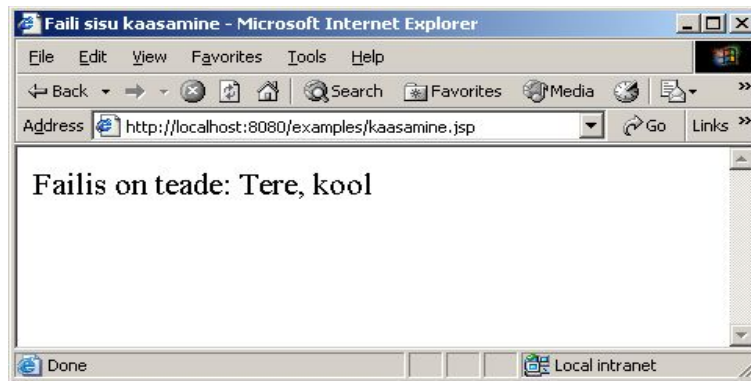 Faili sisu kaasamine - Microsoft Internet Explorer
File Edit View Favorites Tools Help
Back Search Favorites Media »
Address http://localhost:8080/examples/kaasamine.jsp Go Links »
Failis on teade: Tere, kool
Done Local intranet